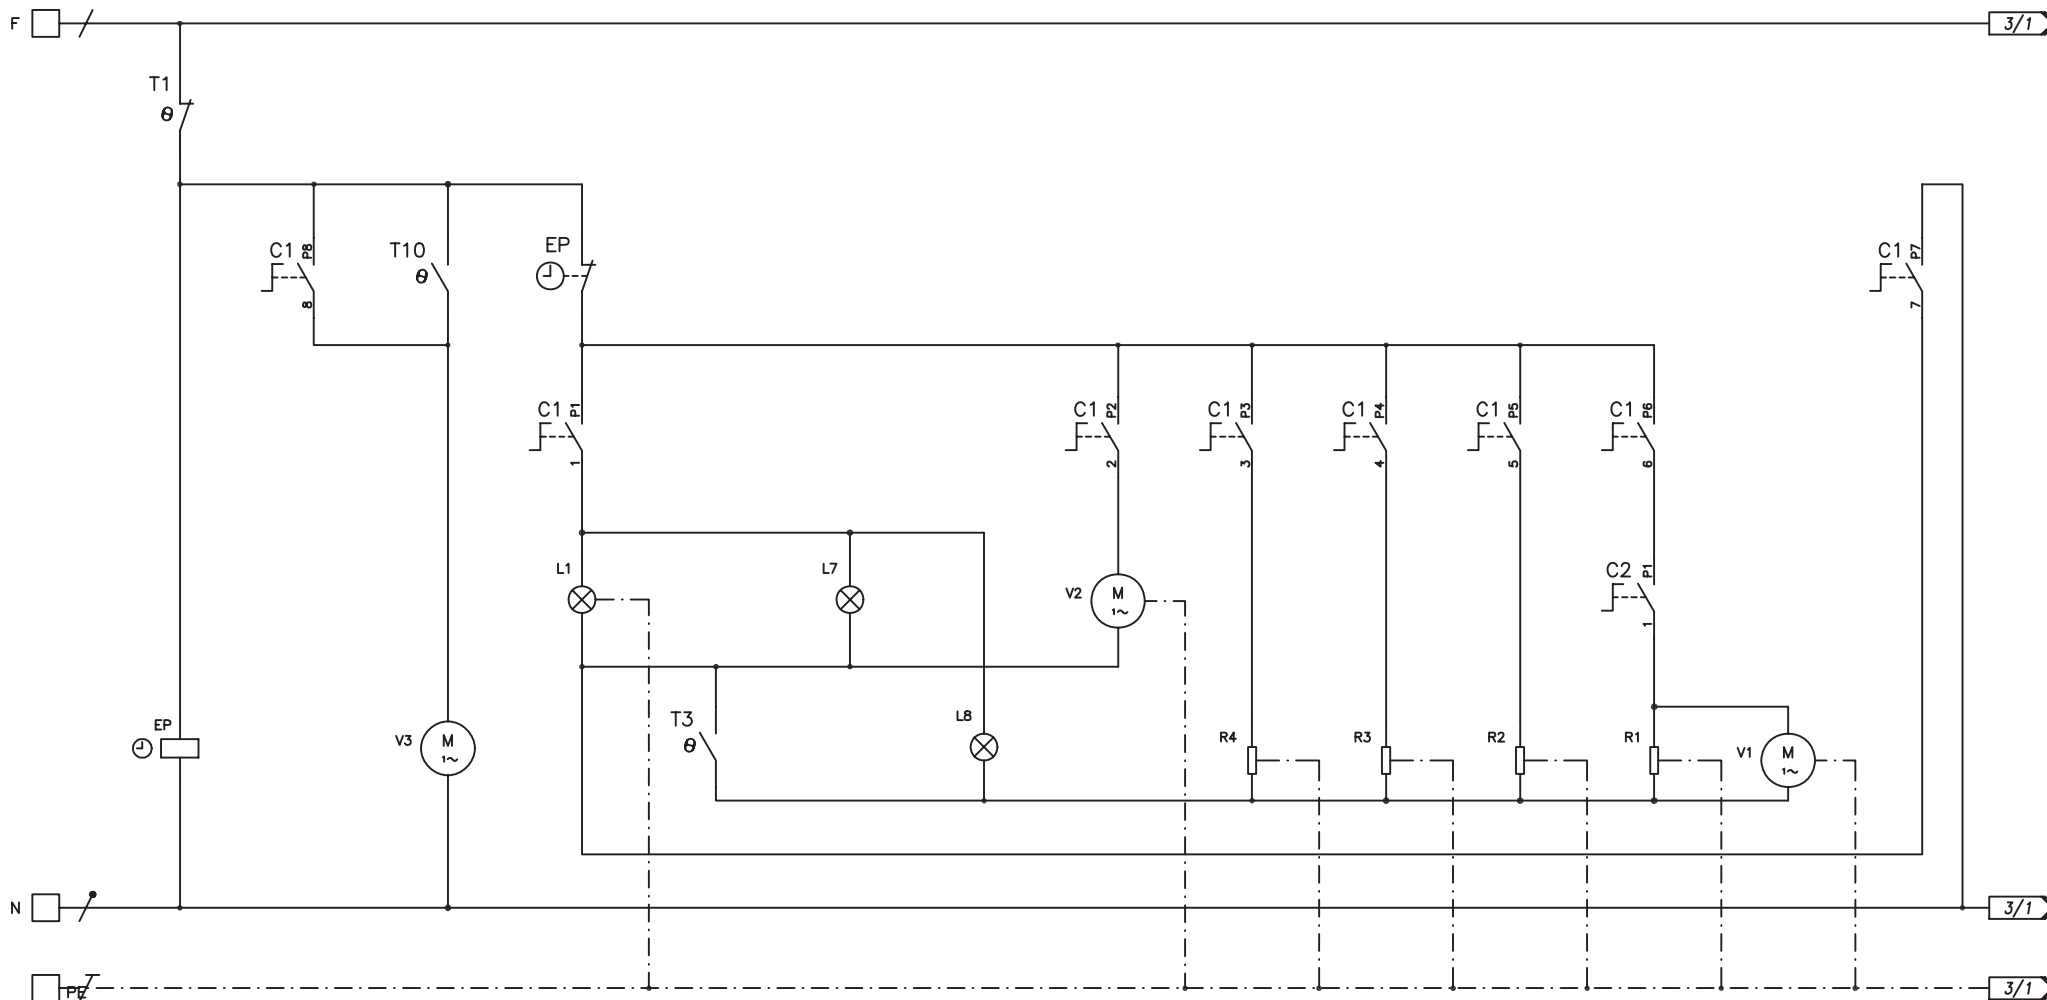 F 3/1
T1
θ
C1 P8 T10 EP C1 P7
θ
8 7
C1 P1 C1 P2 C1 P3 C1 P4 C1 P5 C1 P6
1 2 3 4 5 6
L1 L7 C2 P1
V2 M
1~
1
T3 L8
θ
EP V3 M
1~
R4 R3 R2 R1 V1 M
1~
N 3/1
PE 3/1